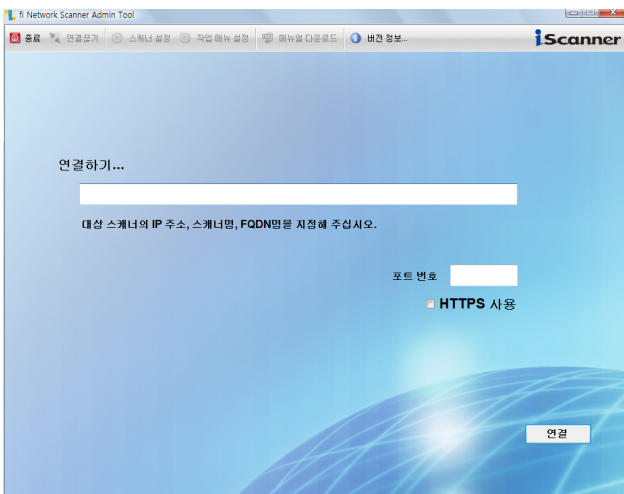 fi Network Scanner Admin Tool
종료 연결끊기 스캐너 설정 작업 메뉴 설정 매뉴얼 다운로드 버젼 정보... iScanner
연결하기...
대상 스캐너의 IP 주소, 스캐너명, FQDN명을 지정해 주십시오.
포트 번호
HTTPS 사용
연결